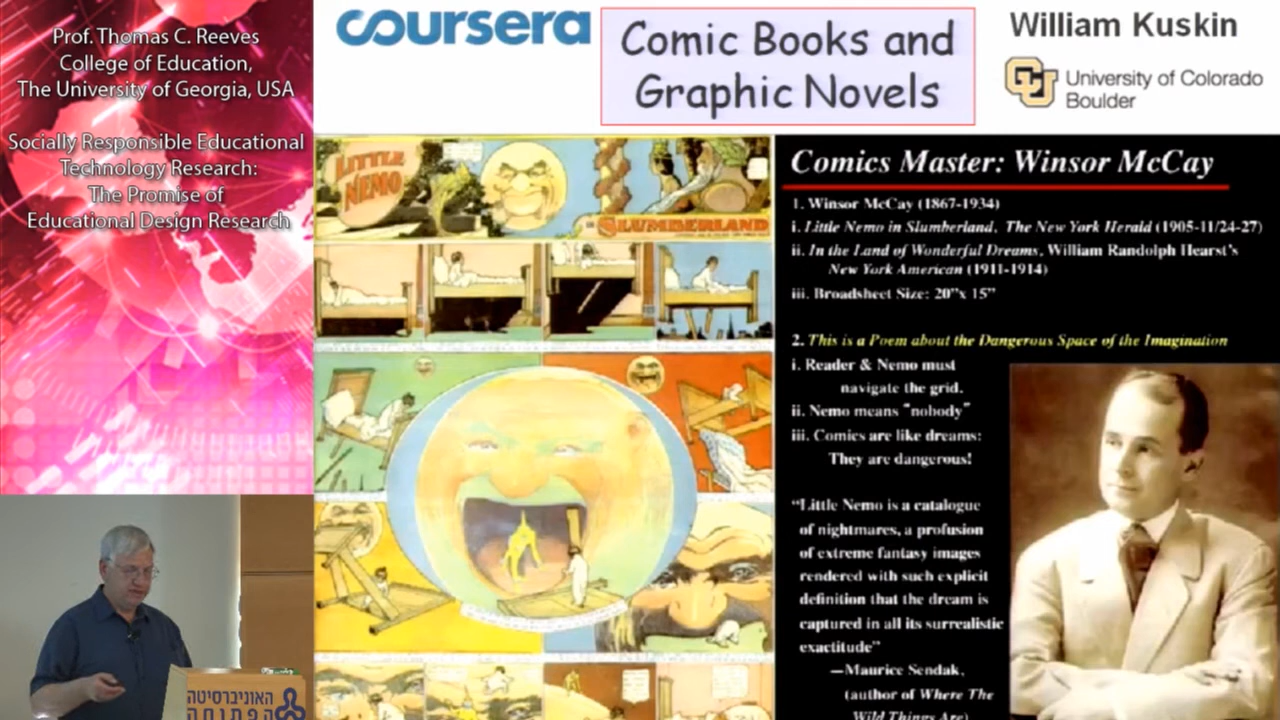 Prof. Thomas C. Reeves
College of Education,
The University of Georgia, USA
Socially Responsible Educational
Technology Research:
The Promise of
Educational Design Research
האוניברסיטה
הפתוחה
coursera
Comic Books and
Graphic Novels
William Kuskin
CU
University of Colorado
Boulder
LITTLE
NEMO
IN SLUMBERLAND
Comics Master: Winsor McCay
1. Winsor McCay (1867-1934)
i. Little Nemo in Slumberland, The New York Herald (1905-11/24-27)
ii. In the Land of Wonderful Dreams, William Randolph Hearst's
New York American (1911-1914)
iii. Broadsheet Size: 20"x 15"
2. This is a Poem about the Dangerous Space of the Imagination
i. Reader & Nemo must
navigate the grid.
ii. Nemo means "nobody"
iii. Comics are like dreams:
They are dangerous!
"Little Nemo is a catalogue
of nightmares, a profusion
of extreme fantasy images
rendered with such explicit
definition that the dream is
captured in all its surrealistic
exactitude"
—Maurice Sendak,
(author of Where The
Wild Things Are)